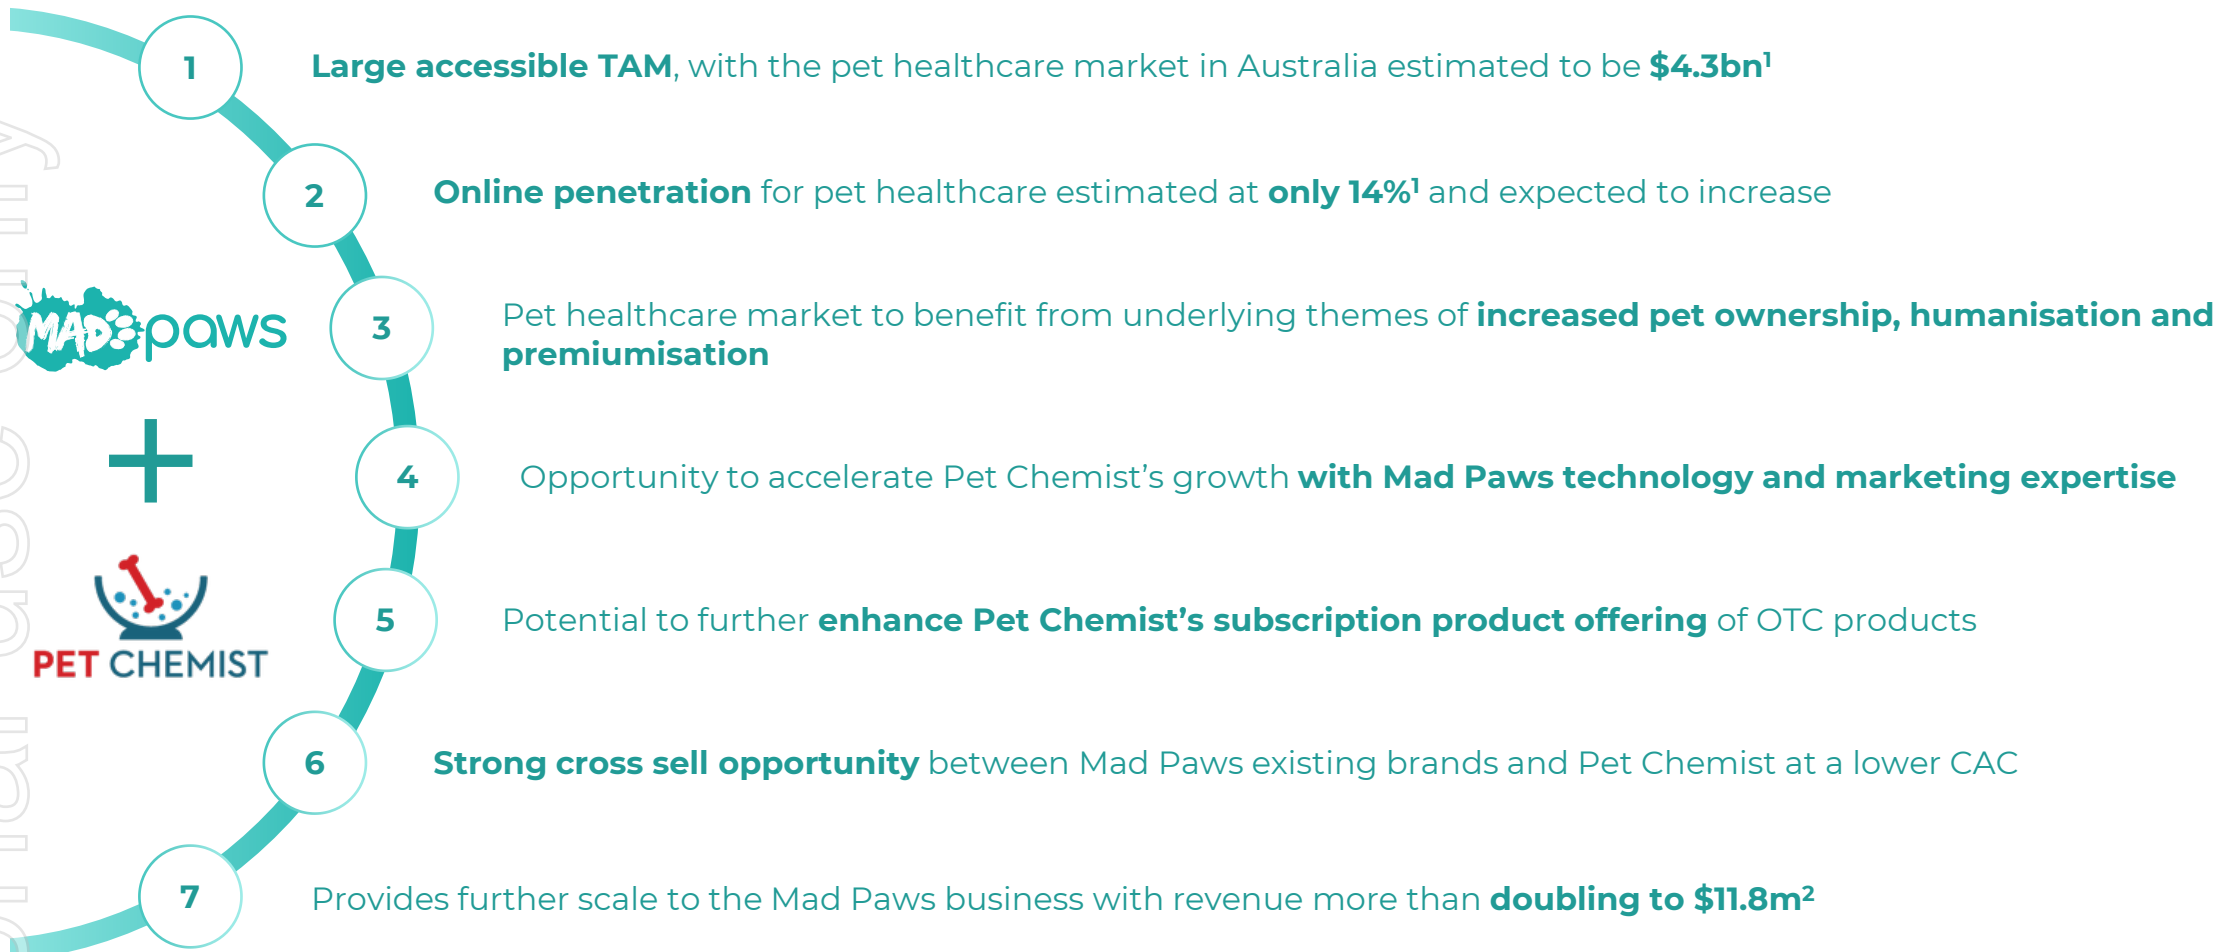 1
Large accessible TAM, with the pet healthcare market in Australia estimated to be $4.3bn¹
2
Online penetration for pet healthcare estimated at only 14%¹ and expected to increase
MAD paws
3
Pet healthcare market to benefit from underlying themes of increased pet ownership, humanisation and
premiumisation
+
4
Opportunity to accelerate Pet Chemist’s growth with Mad Paws technology and marketing expertise
PET CHEMIST
5
Potential to further enhance Pet Chemist’s subscription product offering of OTC products
6
Strong cross sell opportunity between Mad Paws existing brands and Pet Chemist at a lower CAC
7
Provides further scale to the Mad Paws business with revenue more than doubling to $11.8m²